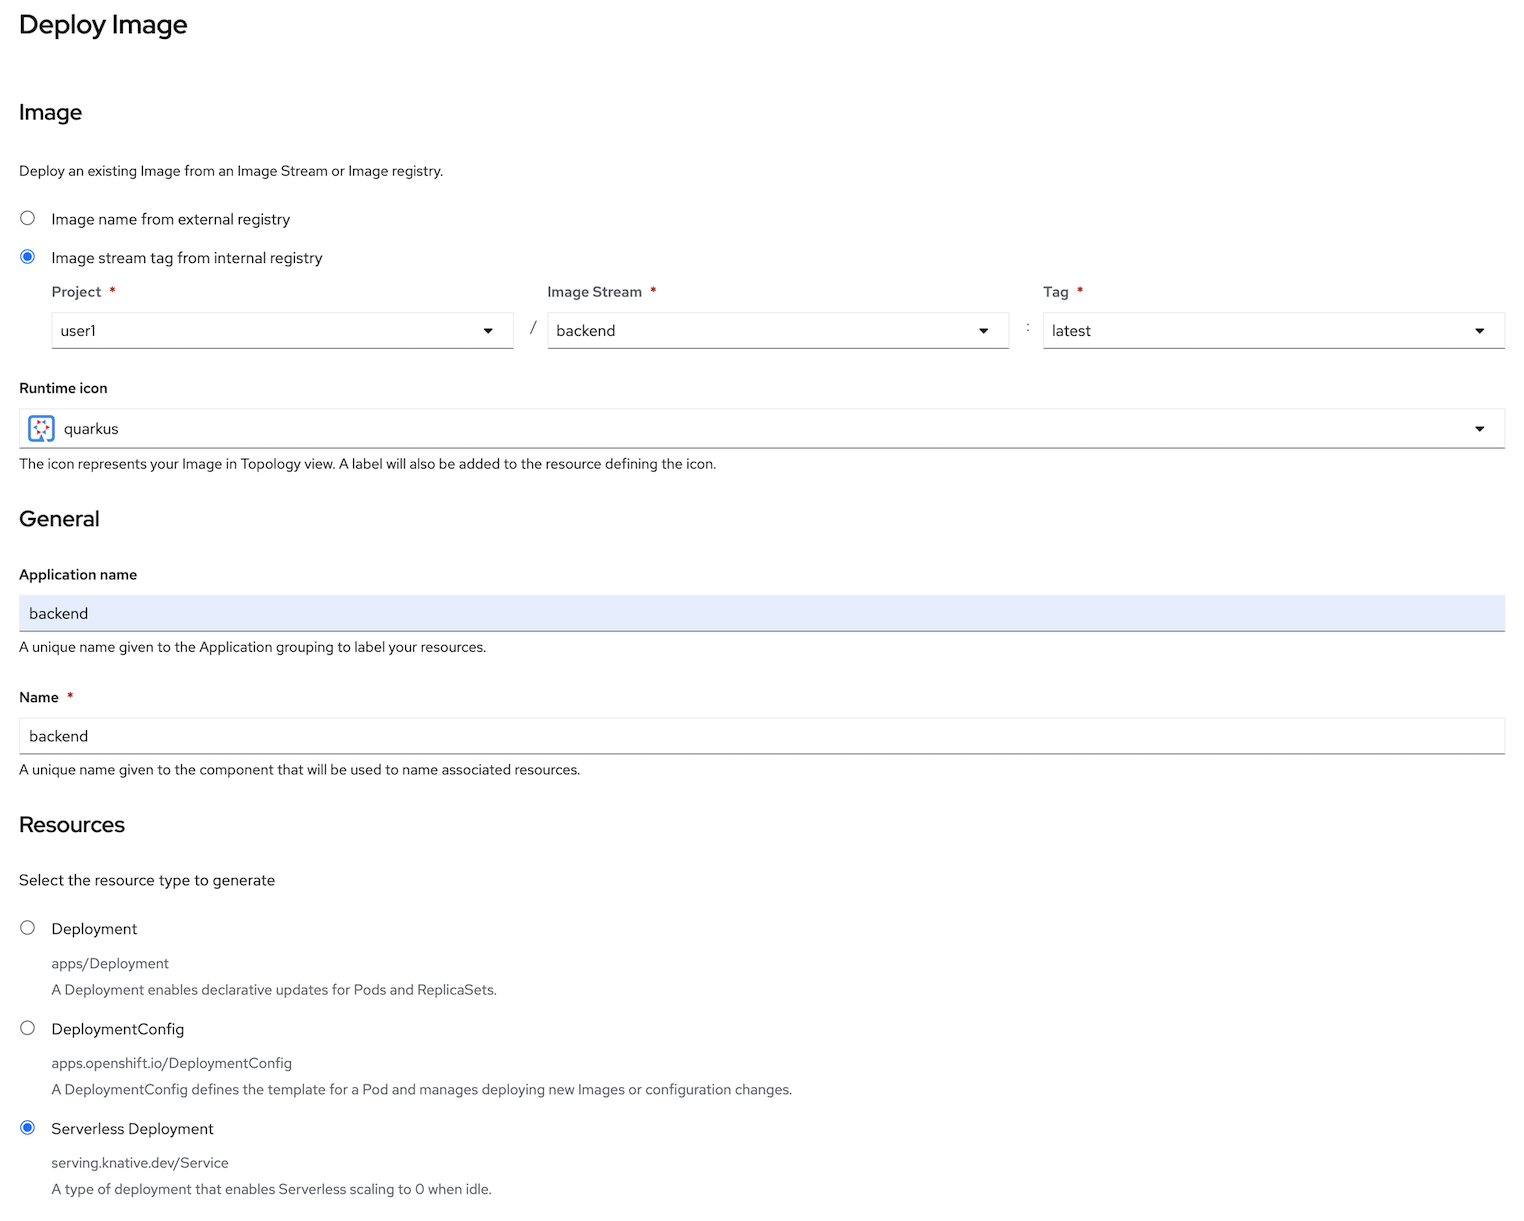 Deploy Image
Image
Deploy an existing Image from an Image Stream or Image registry.
Image name from external registry
Image stream tag from internal registry
Project * Image Stream * Tag *
user1 / backend : latest
Runtime icon
quarkus
The icon represents your Image in Topology view. A label will also be added to the resource defining the icon.
General
Application name
backend
A unique name given to the Application grouping to label your resources.
Name *
backend
A unique name given to the component that will be used to name associated resources.
Resources
Select the resource type to generate
Deployment
apps/Deployment
A Deployment enables declarative updates for Pods and ReplicaSets.
DeploymentConfig
apps.openshift.io/DeploymentConfig
A DeploymentConfig defines the template for a Pod and manages deploying new Images or configuration changes.
Serverless Deployment
serving.knative.dev/Service
A type of deployment that enables Serverless scaling to 0 when idle.